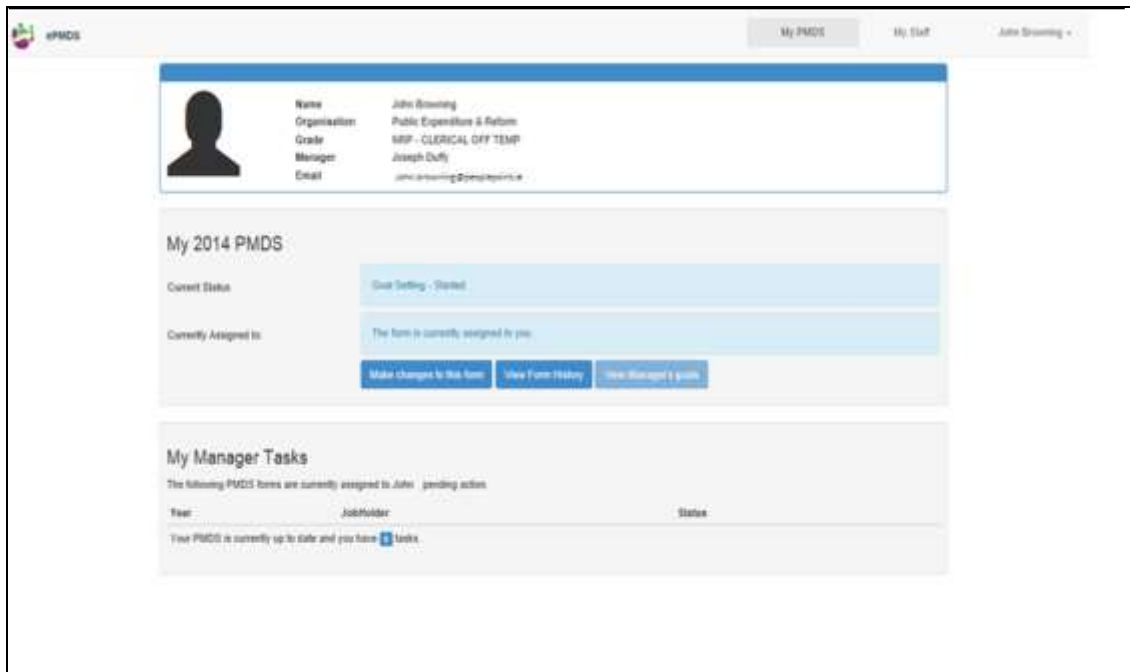 ePMDS
My PMDS My Staff John Browning
Name John Browning
Organisation Public Expenditure & Reform
Grade NRP - CLERICAL OFF TEMP
Manager Joseph Duffy
Email
My 2014 PMDS
Current Status Goal Setting - Started
Currently Assigned to The form is currently assigned to you
Make changes to this form View Form History View Manager's goals
My Manager Tasks
The following PMDS forms are currently assigned to John pending action
Year Jobholder Status
Your PMDS is currently up to date and you have tasks